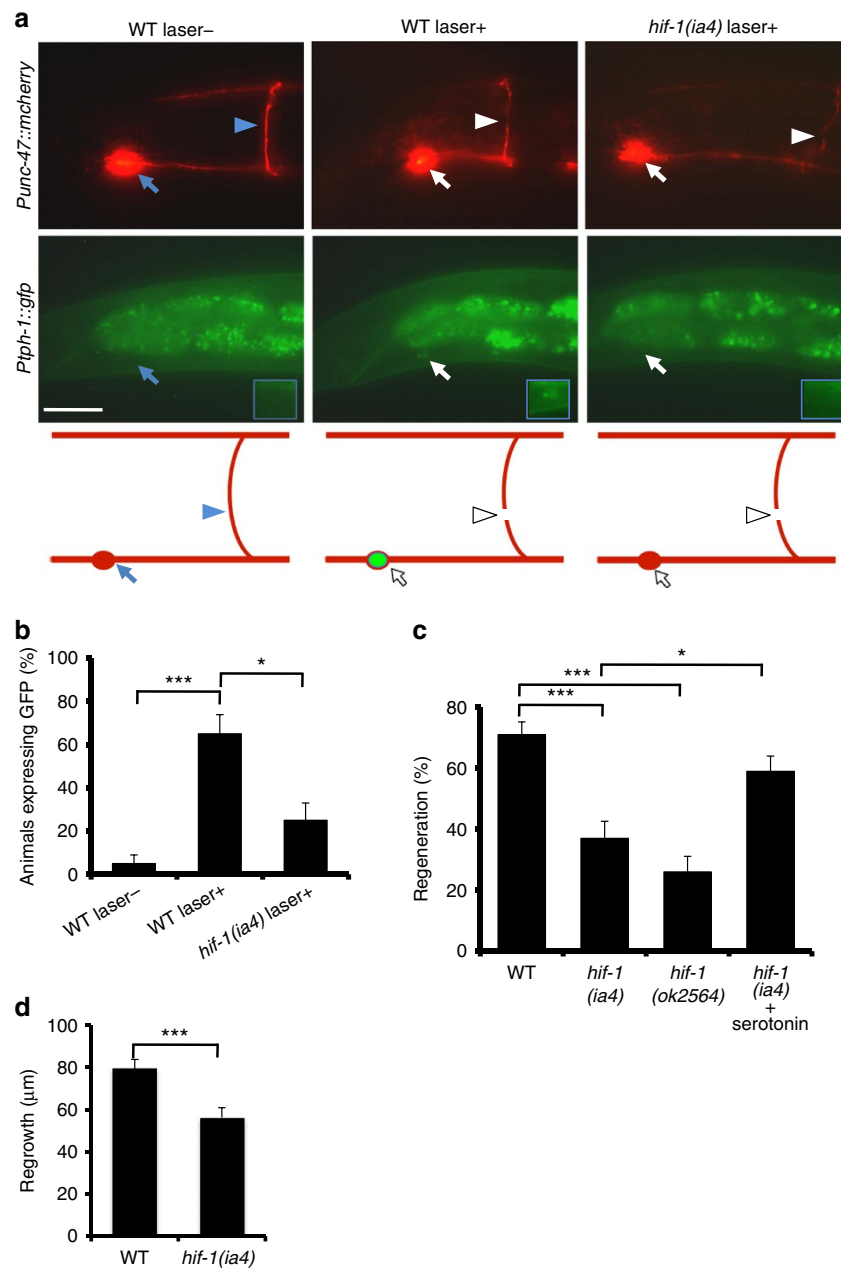 a
WT laser–
WT laser+
hif-1(ia4) laser+
Punc-47::mcherry
Ptph-1::gfp
b
Animals expressing GFP (%)
100
80
60
40
20
0
***
*
WT laser–
WT laser+
hif-1(ia4) laser+
c
Regeneration (%)
80
60
40
20
0
***
***
*
WT
hif-1
(ia4)
hif-1
(ok2564)
hif-1
(ia4)
+
serotonin
d
Regrowth (μm)
100
80
60
40
20
0
***
WT
hif-1(ia4)